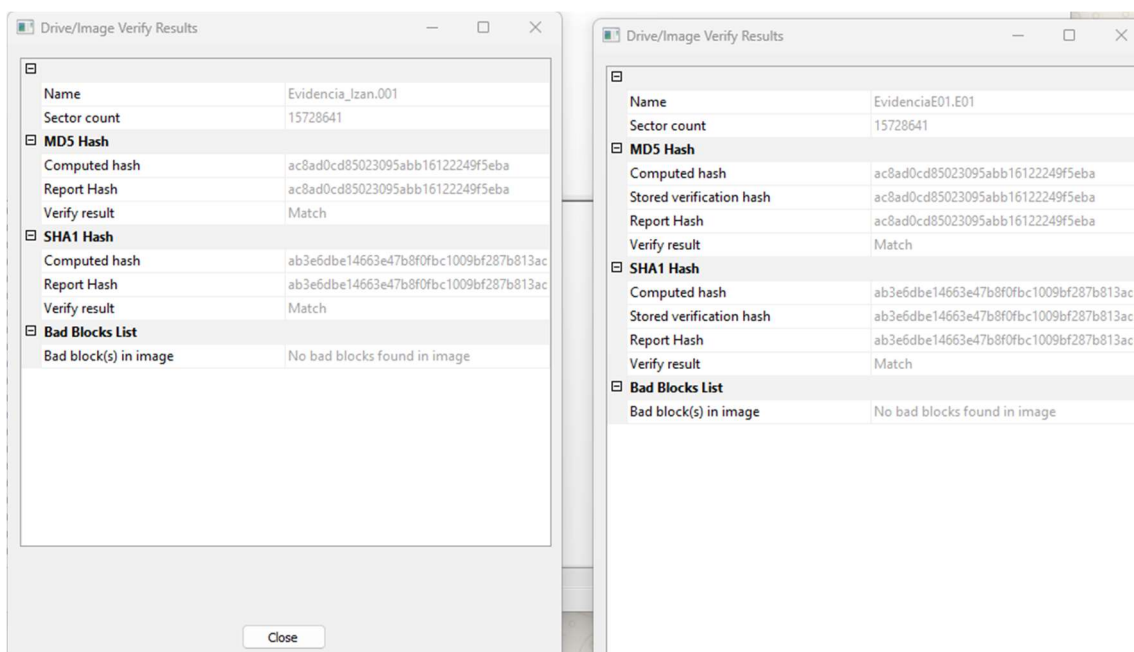 Drive/Image Verify Results
Name Evidencia_Izan.001
Sector count 15728641
MD5 Hash
Computed hash ac8ad0cd85023095abb16122249f5eba
Report Hash ac8ad0cd85023095abb16122249f5eba
Verify result Match
SHA1 Hash
Computed hash ab3e6dbe14663e47b8f0fbc1009bf287b813ac
Report Hash ab3e6dbe14663e47b8f0fbc1009bf287b813ac
Verify result Match
Bad Blocks List
Bad block(s) in image No bad blocks found in image
Close
Drive/Image Verify Results
Name EvidenciaE01.E01
Sector count 15728641
MD5 Hash
Computed hash ac8ad0cd85023095abb16122249f5eba
Stored verification hash ac8ad0cd85023095abb16122249f5eba
Report Hash ac8ad0cd85023095abb16122249f5eba
Verify result Match
SHA1 Hash
Computed hash ab3e6dbe14663e47b8f0fbc1009bf287b813ac
Stored verification hash ab3e6dbe14663e47b8f0fbc1009bf287b813ac
Report Hash ab3e6dbe14663e47b8f0fbc1009bf287b813ac
Verify result Match
Bad Blocks List
Bad block(s) in image No bad blocks found in image